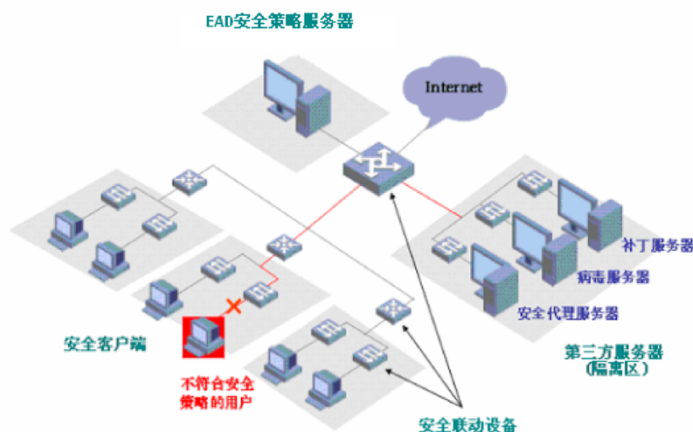 EAD安全策略服务器
Internet
补丁服务器
病毒服务器
安全代理服务器
安全客户端
第三方服务器
(隔离区)
不符合安全
策略的用户
安全联动设备